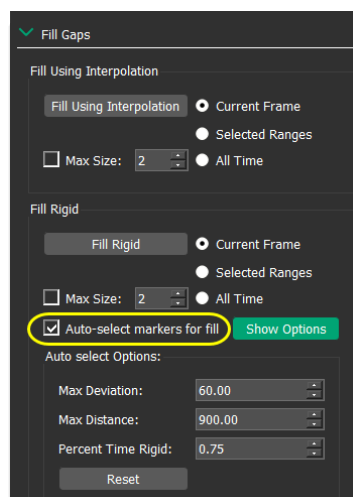 Fill Gaps
Fill Using Interpolation
Fill Using Interpolation Current Frame
Selected Ranges
Max Size: 2 All Time
Fill Rigid
Fill Rigid Current Frame
Selected Ranges
Max Size: 2 All Time
Auto-select markers for fill Show Options
Auto select Options:
Max Deviation: 60.00
Max Distance: 900.00
Percent Time Rigid: 0.75
Reset